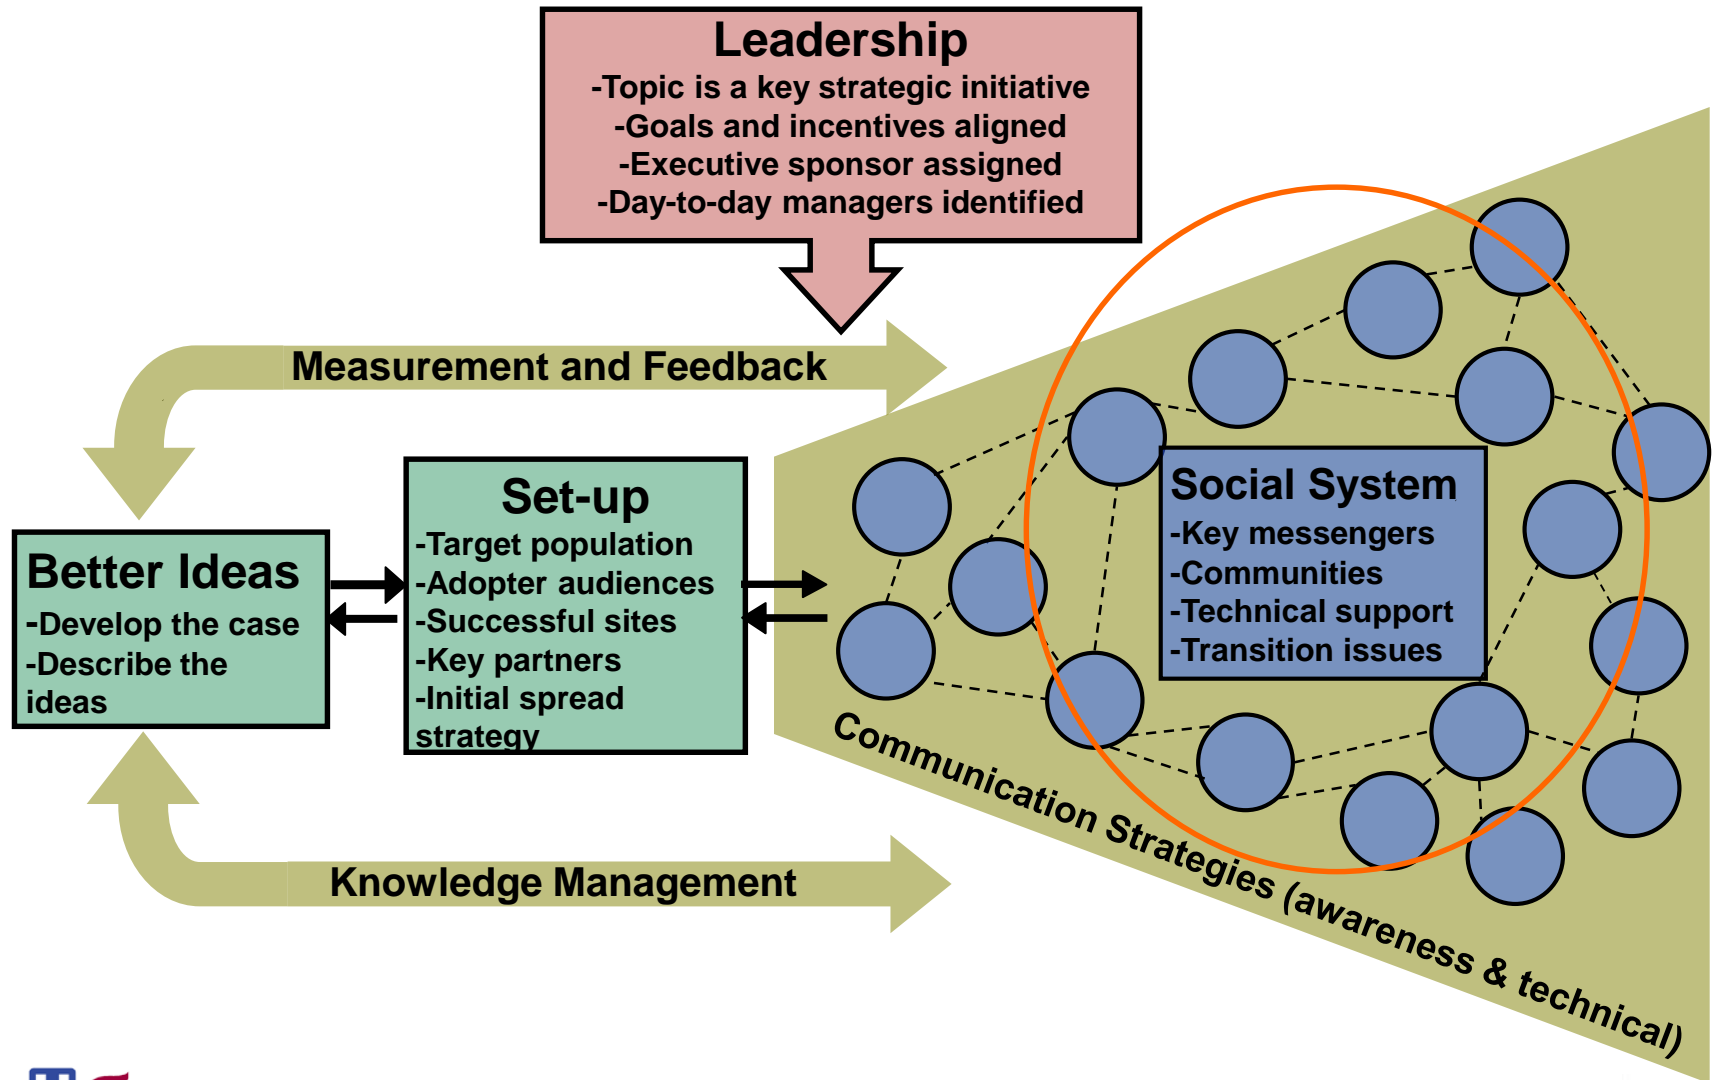 Leadership
-Topic is a key strategic initiative
-Goals and incentives aligned
-Executive sponsor assigned
-Day-to-day managers identified
Measurement and Feedback
Set-up
-Target population
-Adopter audiences
-Successful sites
-Key partners
-Initial spread
strategy
Better Ideas
-Develop the case
-Describe the
ideas
Social System
-Key messengers
-Communities
-Technical support
-Transition issues
Communication Strategies (awareness & technical)
Knowledge Management